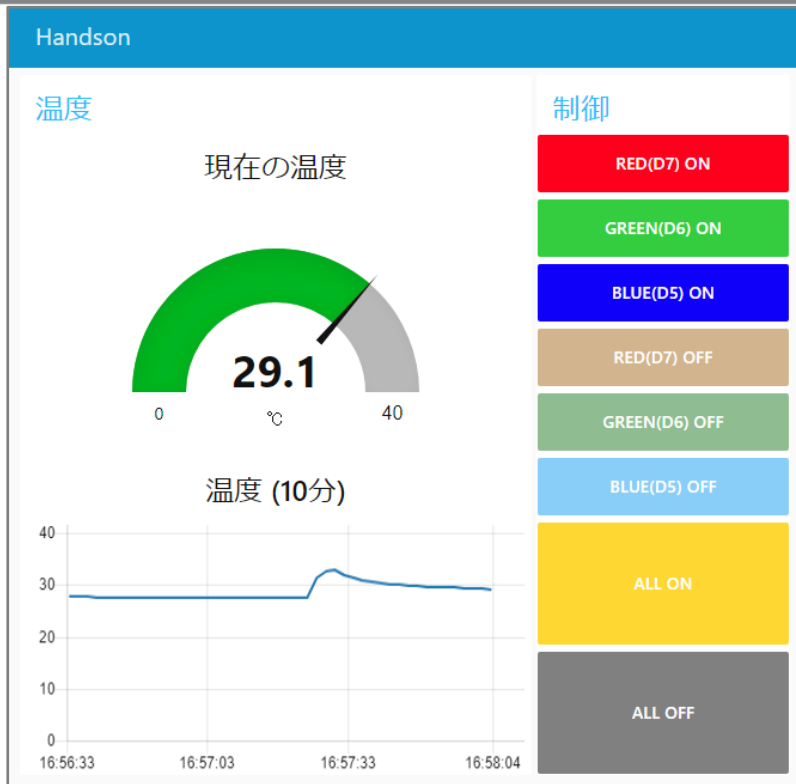 Handson
温度
現在の温度
29.1
0
℃
40
温度 (10分)
40
30
20
10
0
16:56:33
16:57:03
16:57:33
16:58:04
制御
RED(D7) ON
GREEN(D6) ON
BLUE(D5) ON
RED(D7) OFF
GREEN(D6) OFF
BLUE(D5) OFF
ALL ON
ALL OFF